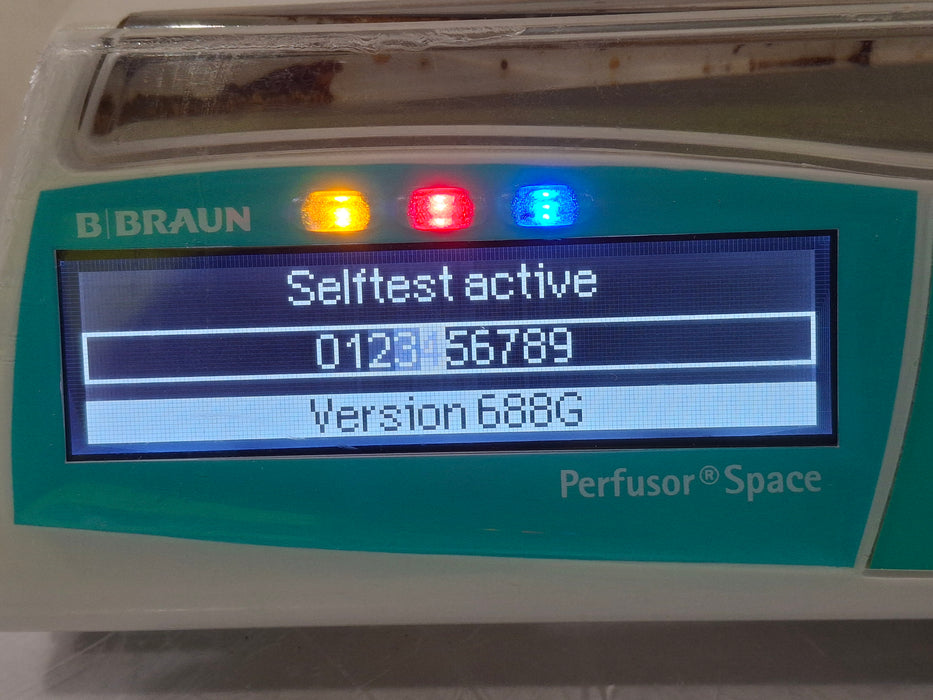 B|BRAUN
Selftest active
0123456789
Version 688G
Perfusor® Space